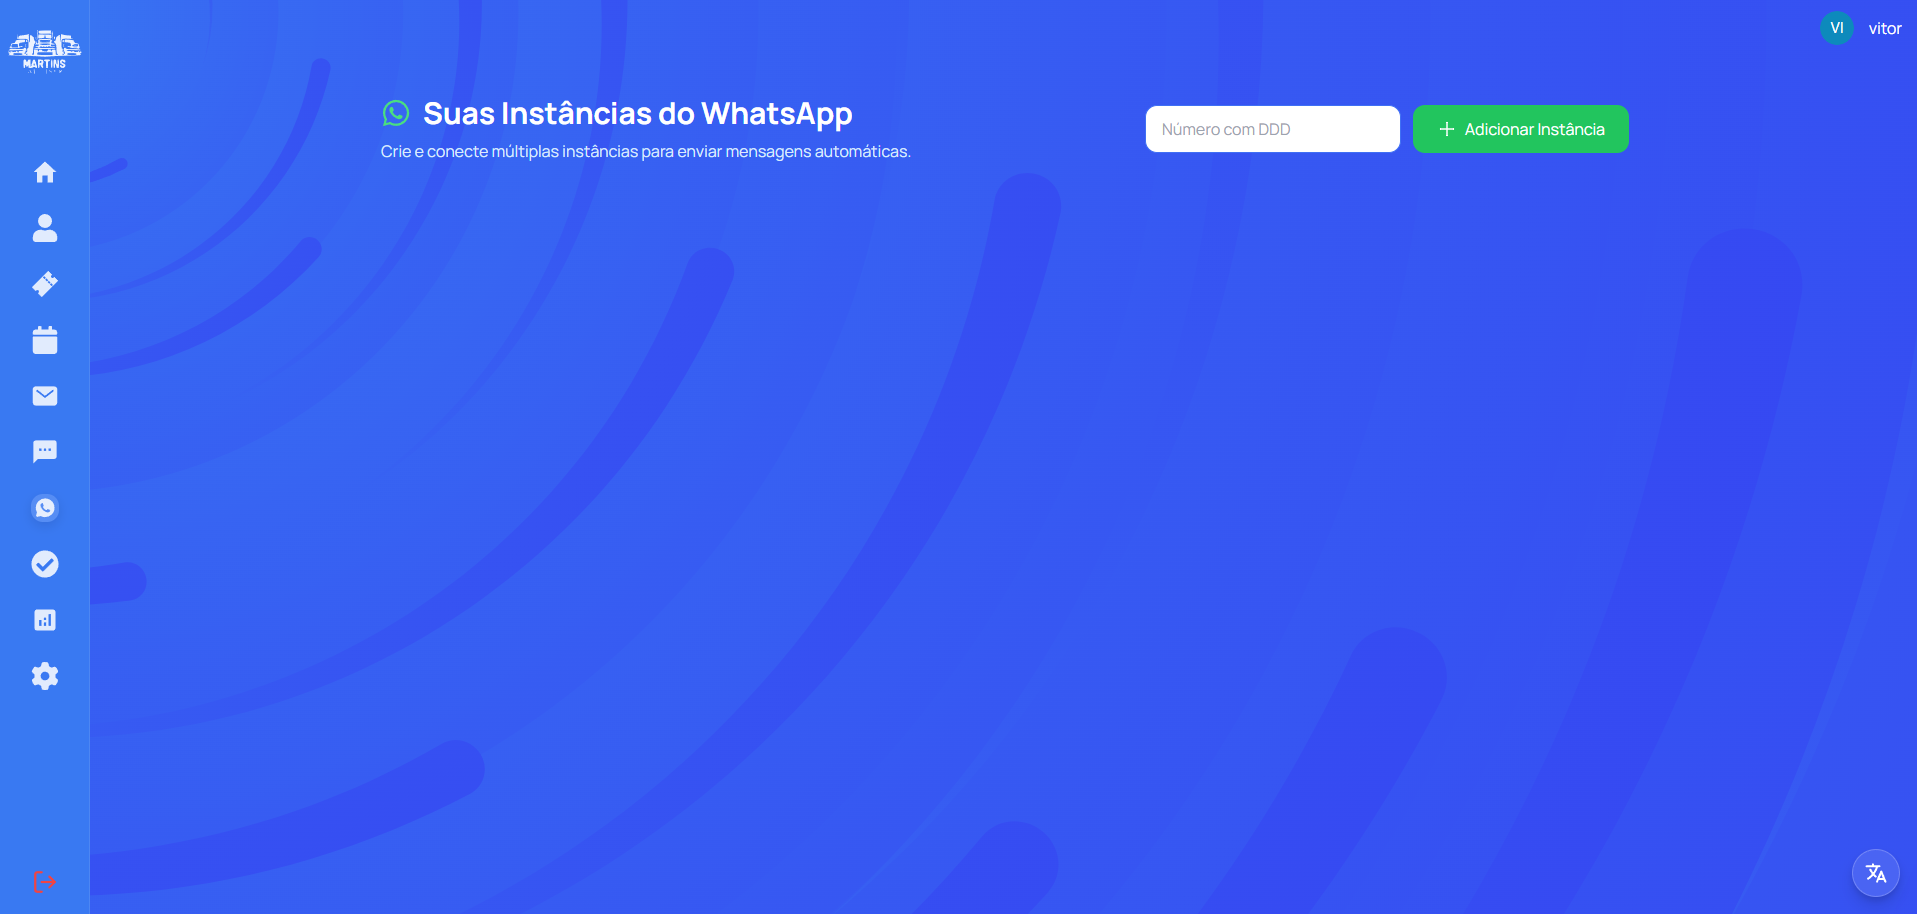 MARTINS
VI
vitor
Suas Instâncias do WhatsApp
Crie e conecte múltiplas instâncias para enviar mensagens automáticas.
Número com DDD
Adicionar Instância